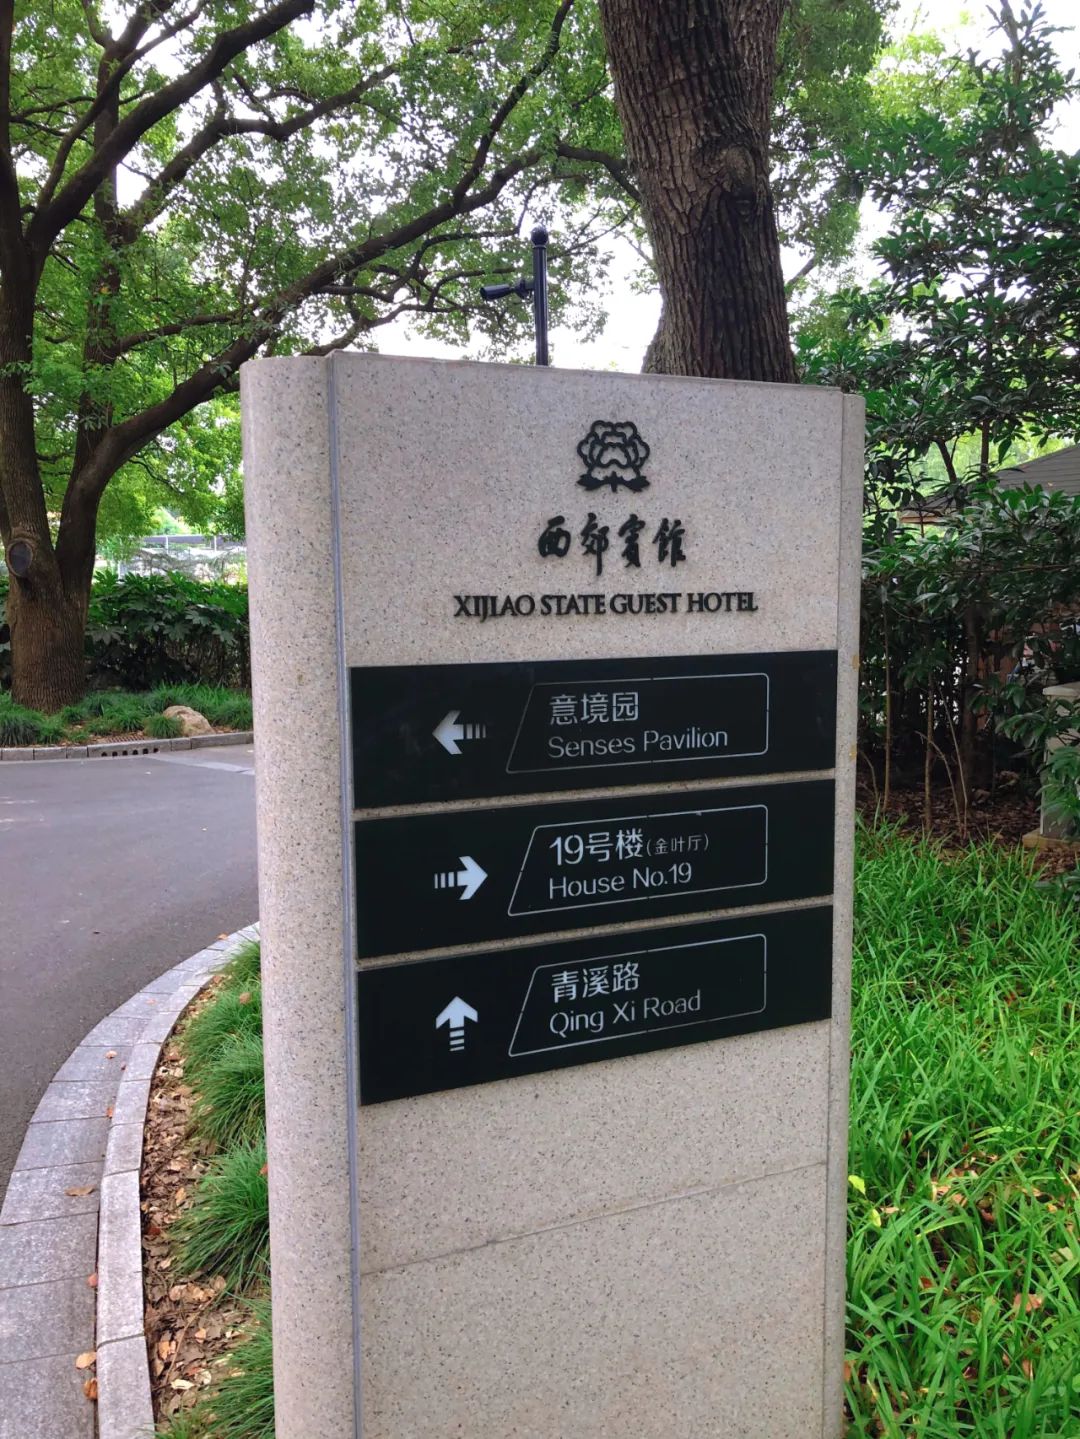 西郊賓館
XIJIAO STATE GUEST HOTEL
意境园
Senses Pavilion
19号楼(金叶厅)
House No.19
青溪路
Qing Xi Road